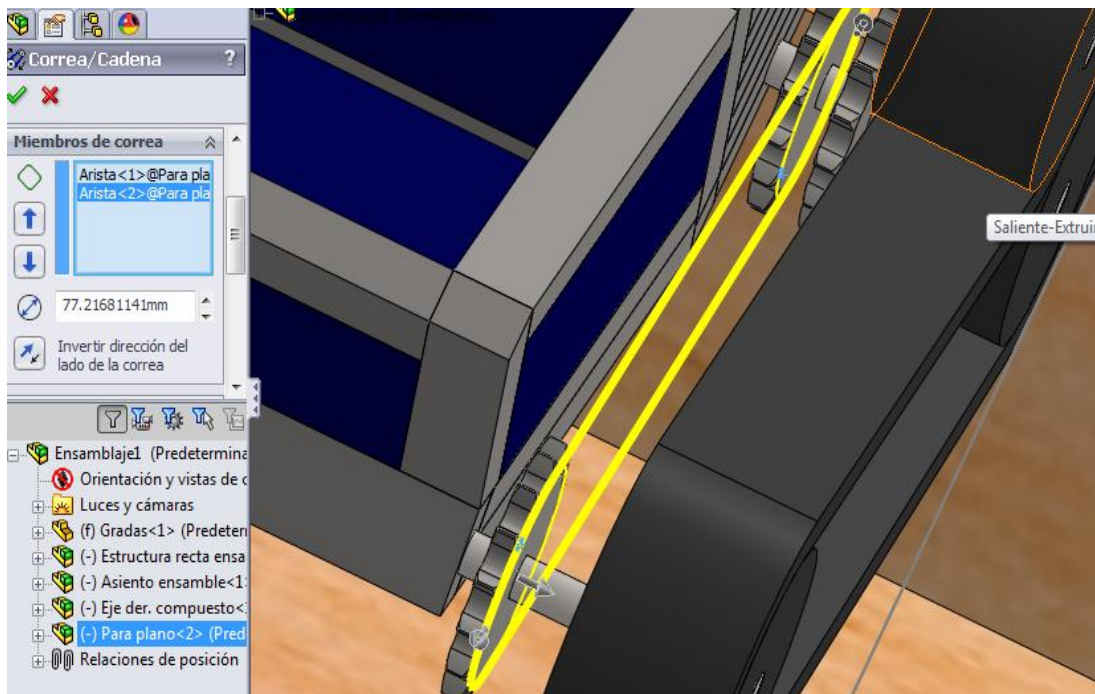 Correa/Cadena ?
Miembros de correa
Arista<1>@Para pla
Arista<2>@Para pla
77.21681141mm
Invertir dirección del
lado de la correa
Saliente-Extruir
Ensamblaje1 (Predetermina
Orientación y vistas de c
Luces y cámaras
(f) Gradas<1> (Predeter
(-) Estructura recta ensa
(-) Asiento ensamble<1
(-) Eje der. compuesto<
(-) Para plano<2> (Pred
Relaciones de posición